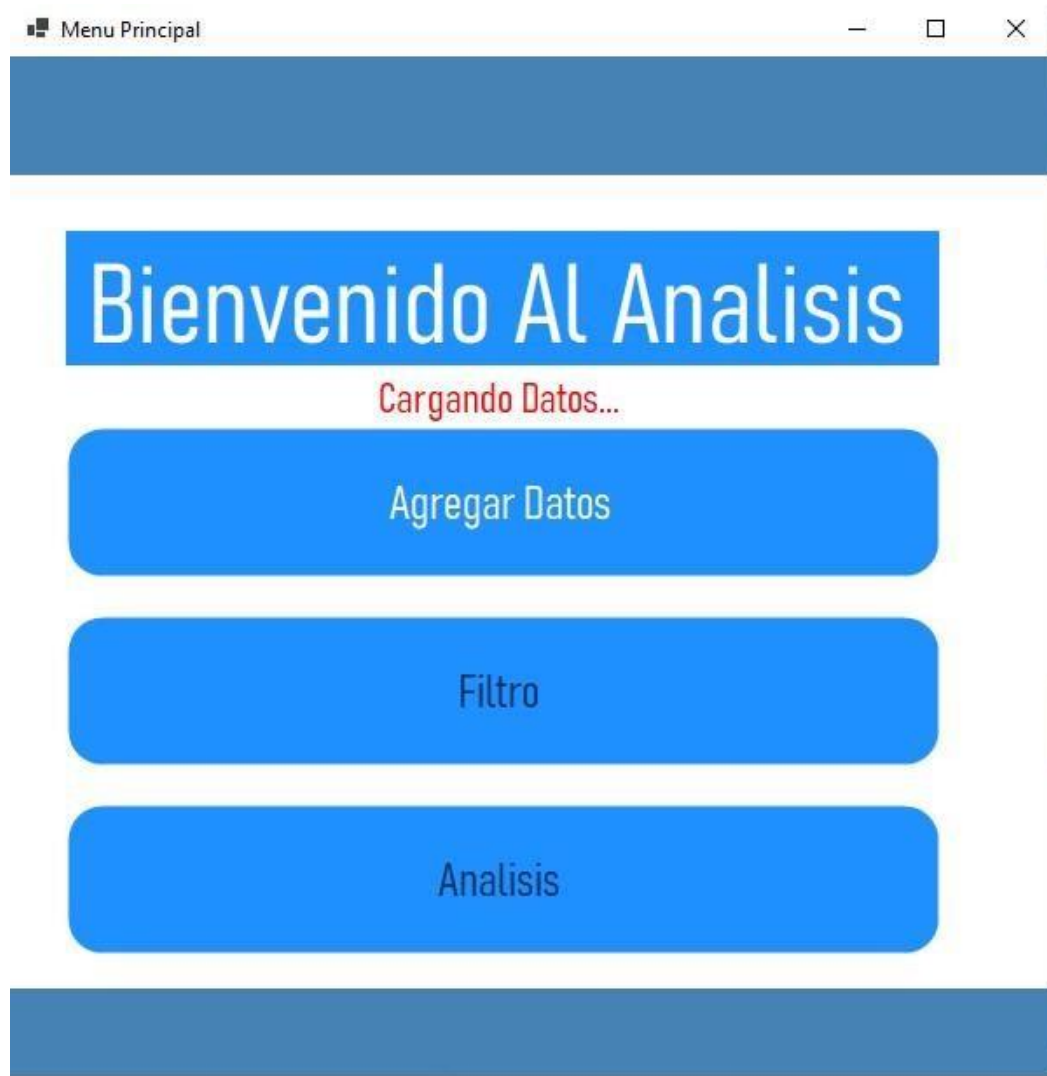 Menu Principal
Bienvenido Al Analisis
Cargando Datos...
Agregar Datos
Filtro
Analisis